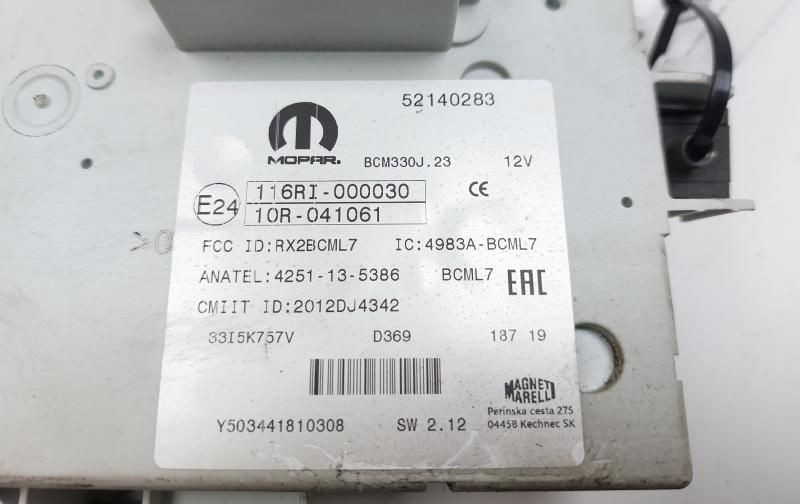 52140283
MOPAR.
BCM330J.23 12V
E24 116RI-000030 CE
10R-041061
FCC ID:RX2BCML7 IC:4983A-BCML7
ANATEL:4251-13-5386 BCML7 EAC
CMIIT ID:2012DJ4342
33I5K757V D369 187 19
MAGNETI
MARELLI
Perinska cesta 275
04458 Kechnec SK
Y503441810308 SW 2.12